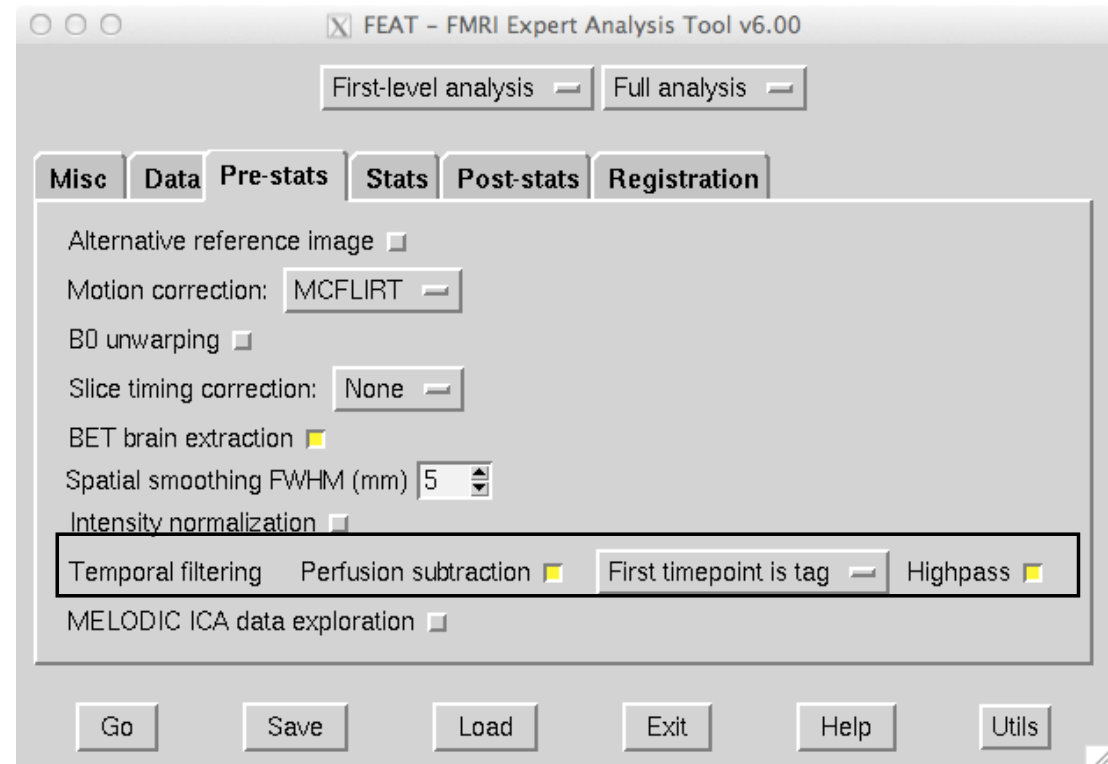 FEAT - FMRI Expert Analysis Tool v6.00
First-level analysis Full analysis
Misc Data Pre-stats Stats Post-stats Registration
Alternative reference image
Motion correction: MCFLIRT
B0 unwarping
Slice timing correction: None
BET brain extraction
Spatial smoothing FWHM (mm) 5
Intensity normalization
Temporal filtering Perfusion subtraction First timepoint is tag Highpass
MELODIC ICA data exploration
Go Save Load Exit Help Utils